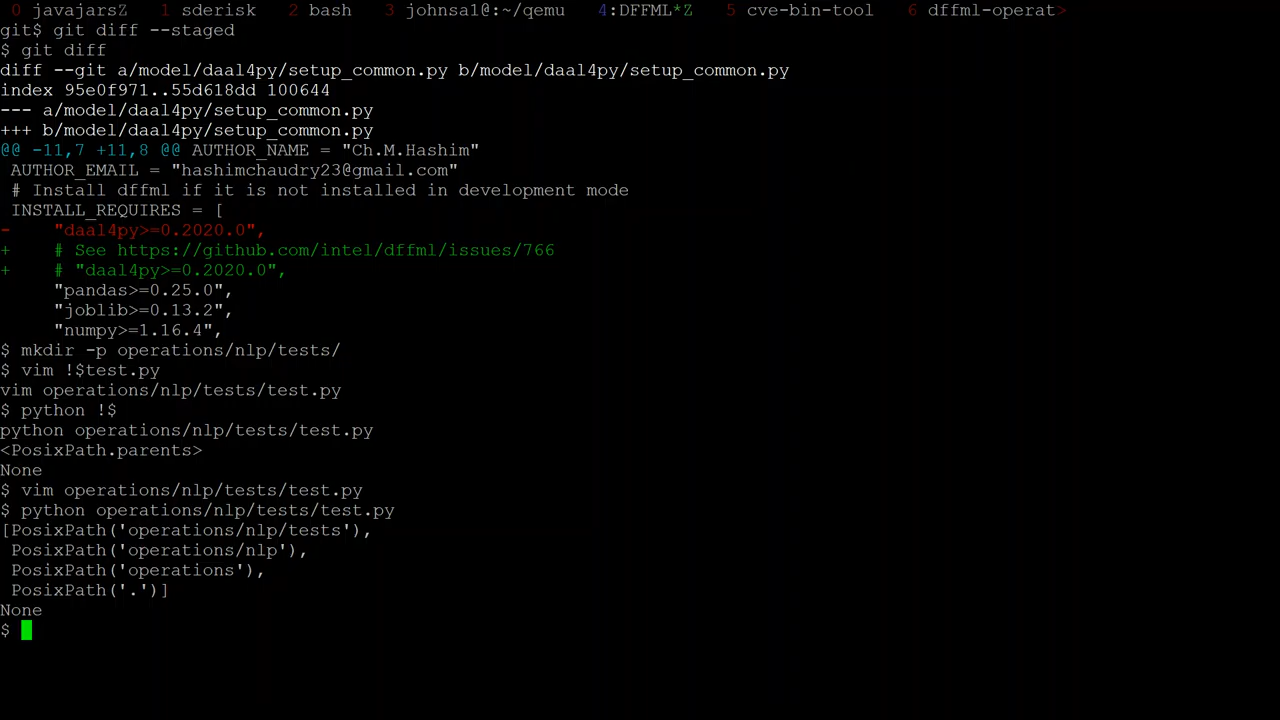 0 javajarsZ 1 sderisk 2 bash 3 johnsa1@:~/qemu 4:DFFML*Z 5 cve-bin-tool 6 dffml-operat>
git$ git diff --staged
$ git diff
diff --git a/model/daal4py/setup_common.py b/model/daal4py/setup_common.py
index 95e0f971..55d618dd 100644
--- a/model/daal4py/setup_common.py
+++ b/model/daal4py/setup_common.py
@@ -11,7 +11,8 @@ AUTHOR_NAME = "Ch.M.Hashim"
 AUTHOR_EMAIL = "hashimchaudry23@gmail.com"
 # Install dffml if it is not installed in development mode
 INSTALL_REQUIRES = [
-    "daal4py>=0.2020.0",
+    # See https://github.com/intel/dffml/issues/766
+    # "daal4py>=0.2020.0",
     "pandas>=0.25.0",
     "joblib>=0.13.2",
     "numpy>=1.16.4",
$ mkdir -p operations/nlp/tests/
$ vim !$test.py
vim operations/nlp/tests/test.py
$ python !$
python operations/nlp/tests/test.py
<PosixPath.parents>
None
$ vim operations/nlp/tests/test.py
$ python operations/nlp/tests/test.py
[PosixPath('operations/nlp/tests'),
 PosixPath('operations/nlp'),
 PosixPath('operations'),
 PosixPath('.')]
None
$